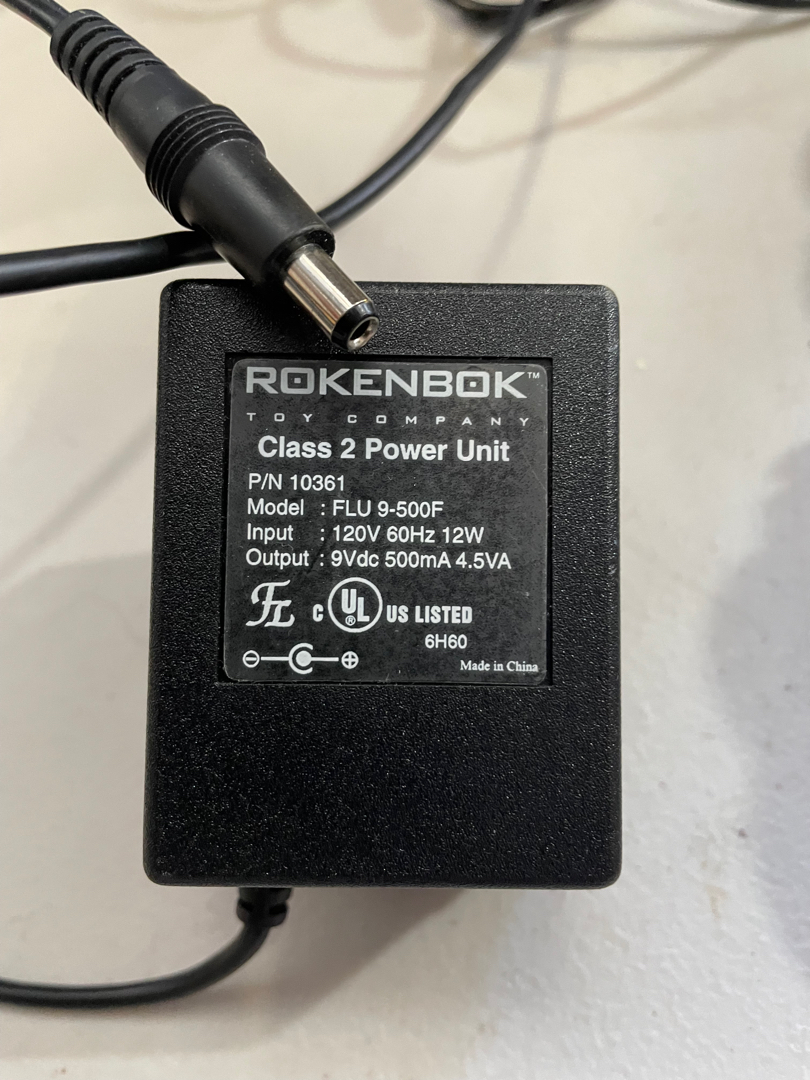 ROKENBOK™
TOY COMPANY
Class 2 Power Unit
P/N 10361
Model : FLU 9-500F
Input : 120V 60Hz 12W
Output : 9Vdc 500mA 4.5VA
C UL® US LISTED
6H60
Made in China